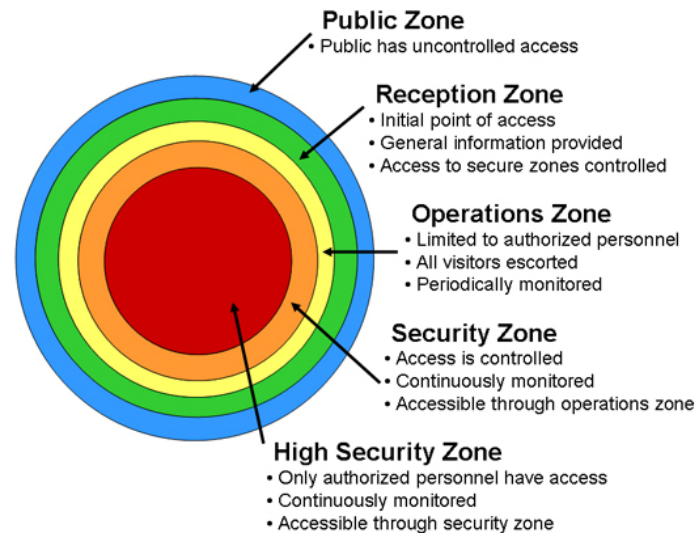 Public Zone
• Public has uncontrolled access
Reception Zone
• Initial point of access
• General information provided
• Access to secure zones controlled
Operations Zone
• Limited to authorized personnel
• All visitors escorted
• Periodically monitored
Security Zone
• Access is controlled
• Continuously monitored
• Accessible through operations zone
High Security Zone
• Only authorized personnel have access
• Continuously monitored
• Accessible through security zone